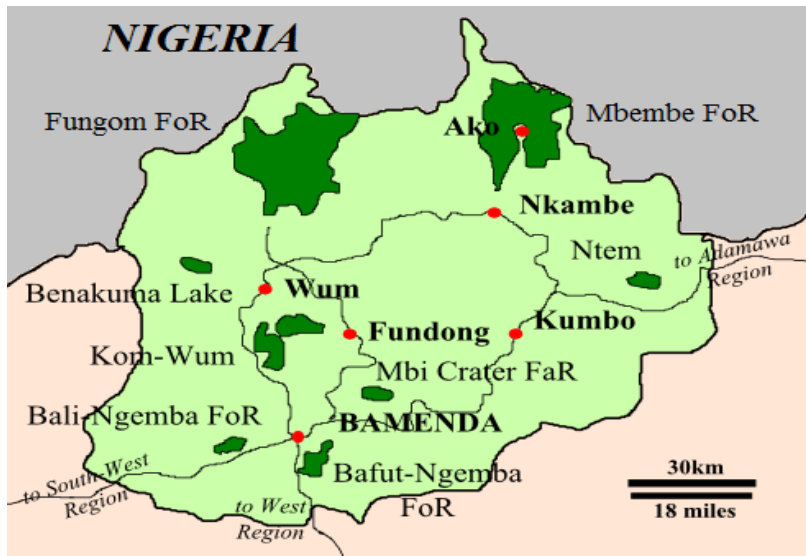 NIGERIA
Fungom FoR
Mbembe FoR
Ako
Nkambe
Ntem
to Adamawa
Region
Benakuma Lake
Wum
Fundong
Kumbo
Kom-Wum
Mbi Crater FaR
Bali-Ngemba FoR
BAMENDA
to South-West
Region
Bafut-Ngemba
FoR
to West
Region
30km
18 miles